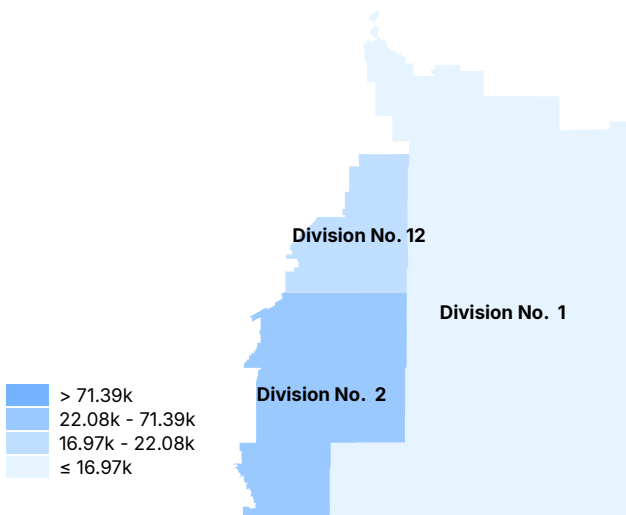 Division No. 12
Division No. 1
Division No. 2
> 71.39k
22.08k - 71.39k
16.97k - 22.08k
≤ 16.97k